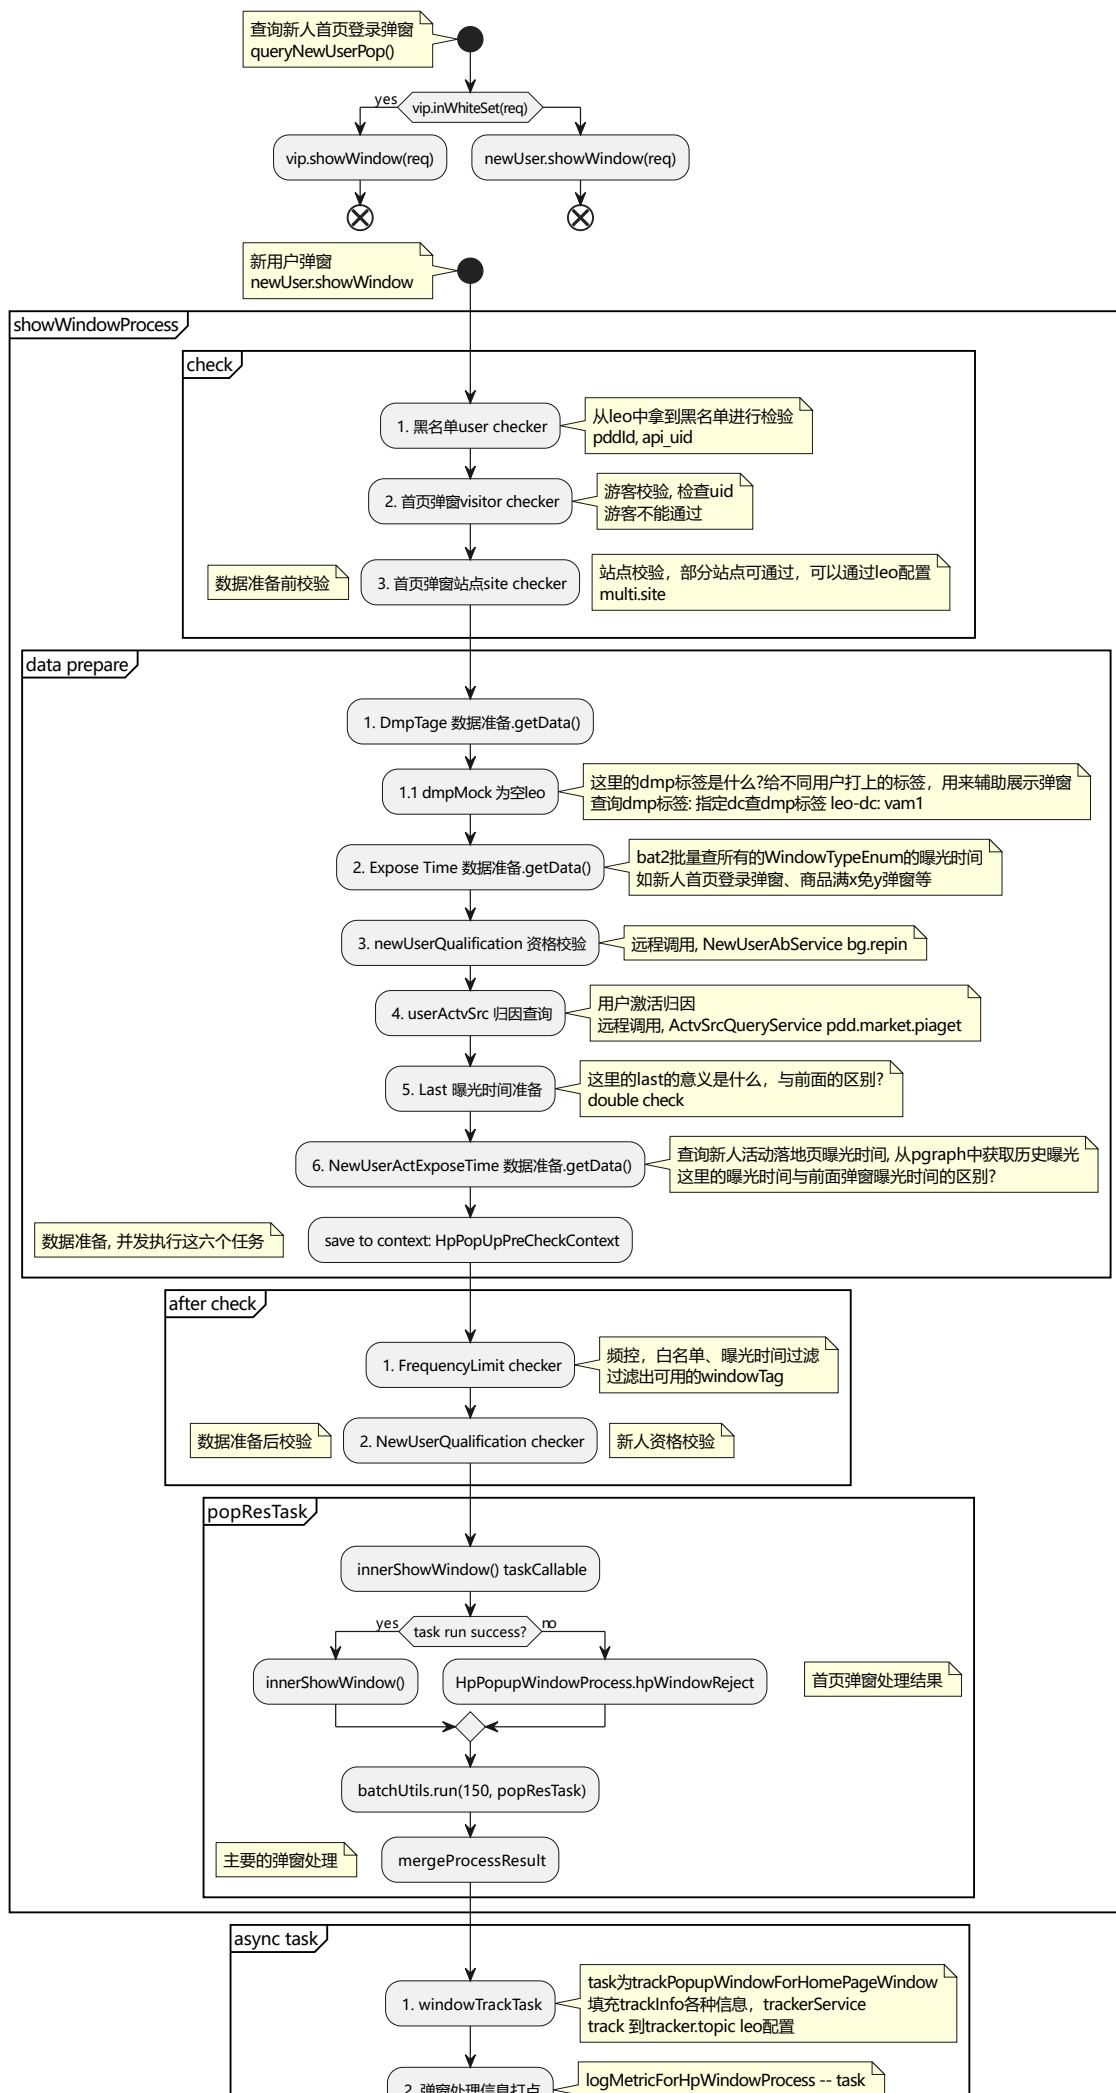 查询新人首页登录弹窗
queryNewUserPop()
yes
vip.inWhiteSet(req)
vip.showWindow(req)
newUser.showWindow(req)
新用户弹窗
newUser.showWindow
showWindowProcess
check
1. 黑名单user checker
从leo中拿到黑名单进行检验
pddId, api_uid
2. 首页弹窗visitor checker
游客校验, 检查uid
游客不能通过
数据准备前校验
3. 首页弹窗站点site checker
站点校验，部分站点可通过，可以通过leo配置
multi.site
data prepare
1. DmpTage 数据准备.getData()
1.1 dmpMock 为空leo
这里的dmp标签是什么?给不同用户打上的标签，用来辅助展示弹窗
查询dmp标签: 指定dc查dmp标签 leo-dc: vam1
2. Expose Time 数据准备.getData()
bat2批量查所有的WindowTypeEnum的曝光时间
如新人首页登录弹窗、商品满x免y弹窗等
3. newUserQualification 资格校验
远程调用, NewUserAbService bg.repin
4. userActvSrc 归因查询
用户激活归因
远程调用, ActvSrcQueryService pdd.market.piaget
5. Last 曝光时间准备
这里的last的意义是什么，与前面的区别?
double check
6. NewUserActExposeTime 数据准备.getData()
查询新人活动落地页曝光时间, 从pgraph中获取历史曝光
这里的曝光时间与前面弹窗曝光时间的区别?
数据准备, 并发执行这六个任务
save to context: HpPopUpPreCheckContext
after check
1. FrequencyLimit checker
频控，白名单、曝光时间过滤
过滤出可用的windowTag
数据准备后校验
2. NewUserQualification checker
新人资格校验
popResTask
innerShowWindow() taskCallable
yes
task run success?
no
innerShowWindow()
HpPopupWindowProcess.hpWindowReject
首页弹窗处理结果
batchUtils.run(150, popResTask)
主要的弹窗处理
mergeProcessResult
async task
1. windowTrackTask
task为trackPopupWindowForHomePageWindow
填充trackInfo各种信息，trackerService
track 到tracker.topic leo配置
2. 弹窗处理信息打点
logMetricForHpWindowProcess -- task